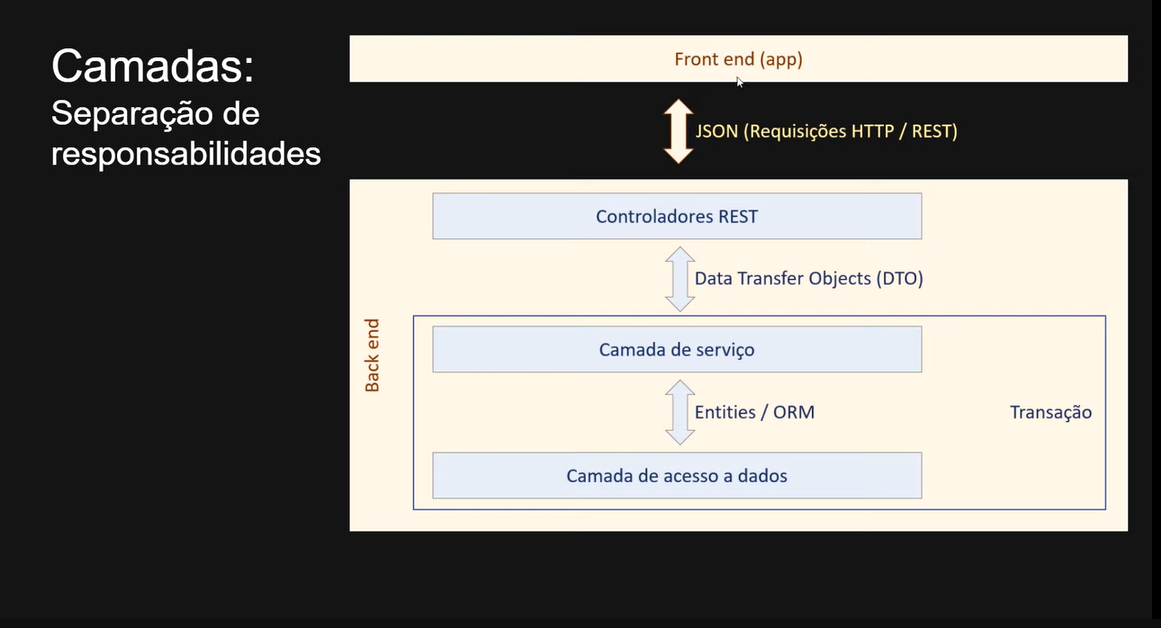 Camadas:
Separação de
responsabilidades
Front end (app)
JSON (Requisições HTTP / REST)
Controladores REST
Data Transfer Objects (DTO)
Back end
Camada de serviço
Entities / ORM
Transação
Camada de acesso a dados